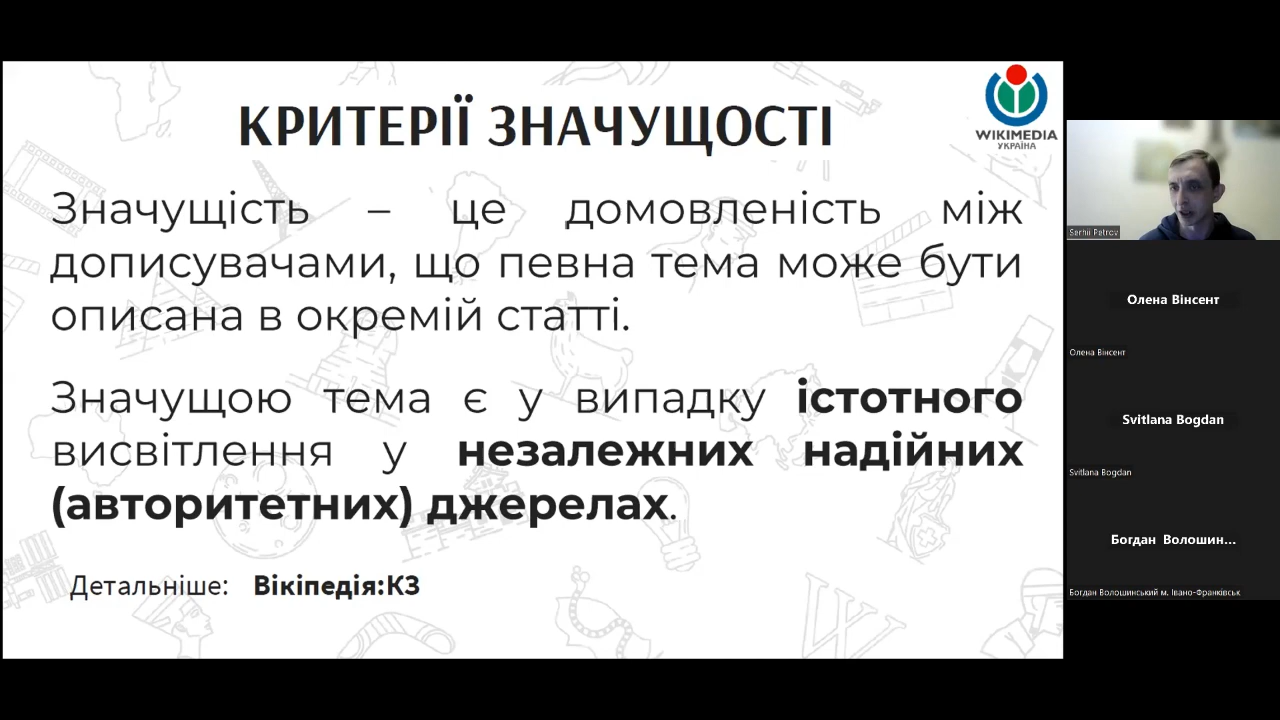 КРИТЕРІЇ ЗНАЧУЩОСТІ
WIKIMEDIA
УКРАЇНА
Значущість – це домовленість між
дописувачами, що певна тема може бути
описана в окремій статті.
Значущою тема є у випадку істотного
висвітлення у незалежних надійних
(авторитетних) джерелах.
Детальніше: Вікіпедія:КЗ
Serhii Petrov
Олена Вінсент
Олена Вінсент
Svitlana Bogdan
Svitlana Bogdan
Богдан Волошин...
Богдан Волошинський м. Івано-Франківськ